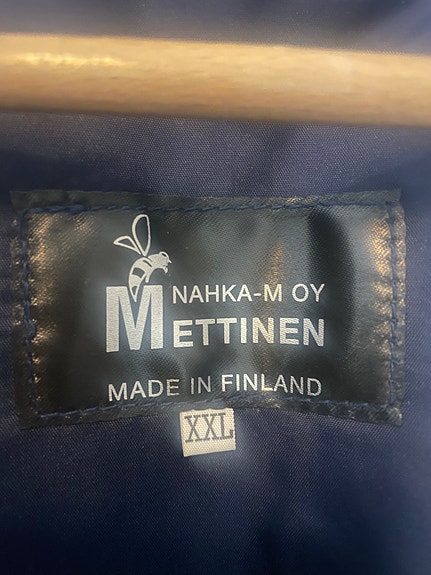 NAHKA-M OY
METTINEN
MADE IN FINLAND
XXL